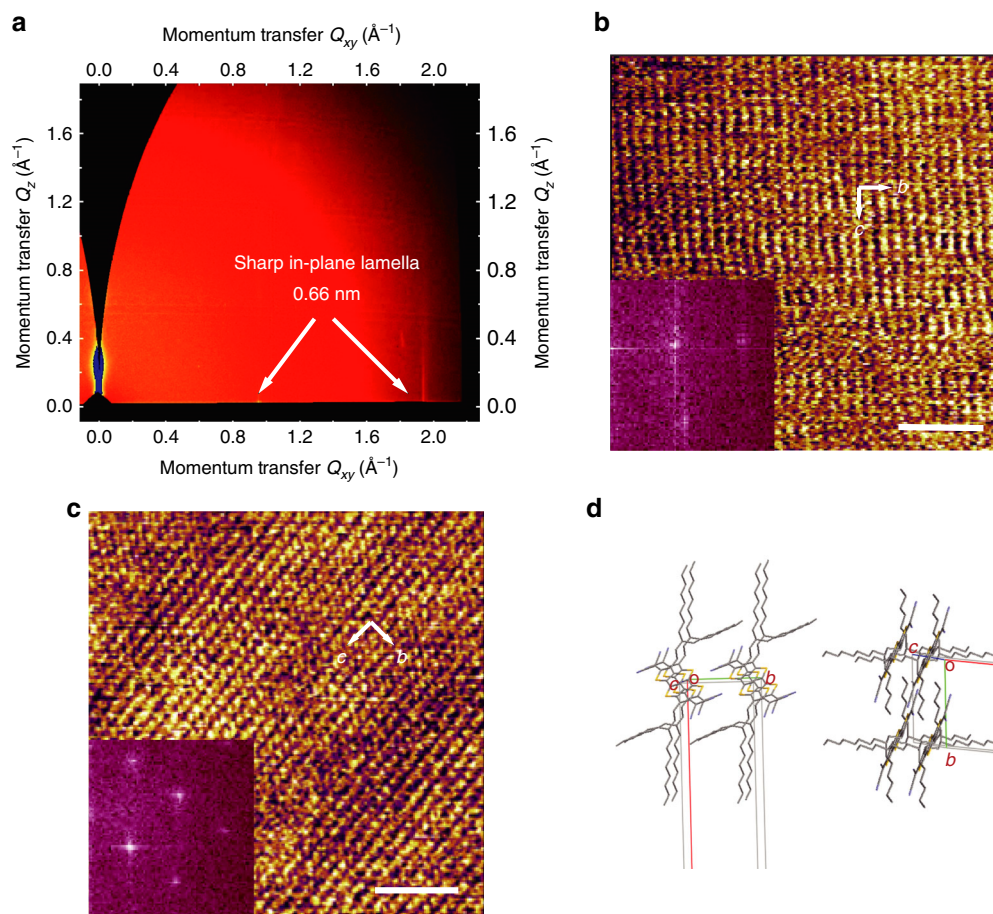 a
Momentum transfer Qxy (Å−1)
0.0 0.4 0.8 1.2 1.6 2.0
Momentum transfer Qz (Å−1)
1.6
1.2
0.8
0.4
0.0
Sharp in-plane lamella
0.66 nm
1.6
1.2
0.8
0.4
0.0
Momentum transfer Qz (Å−1)
0.0 0.4 0.8 1.2 1.6 2.0
Momentum transfer Qxy (Å−1)
b
b
c
c
c
b
d
c o b
c o
b